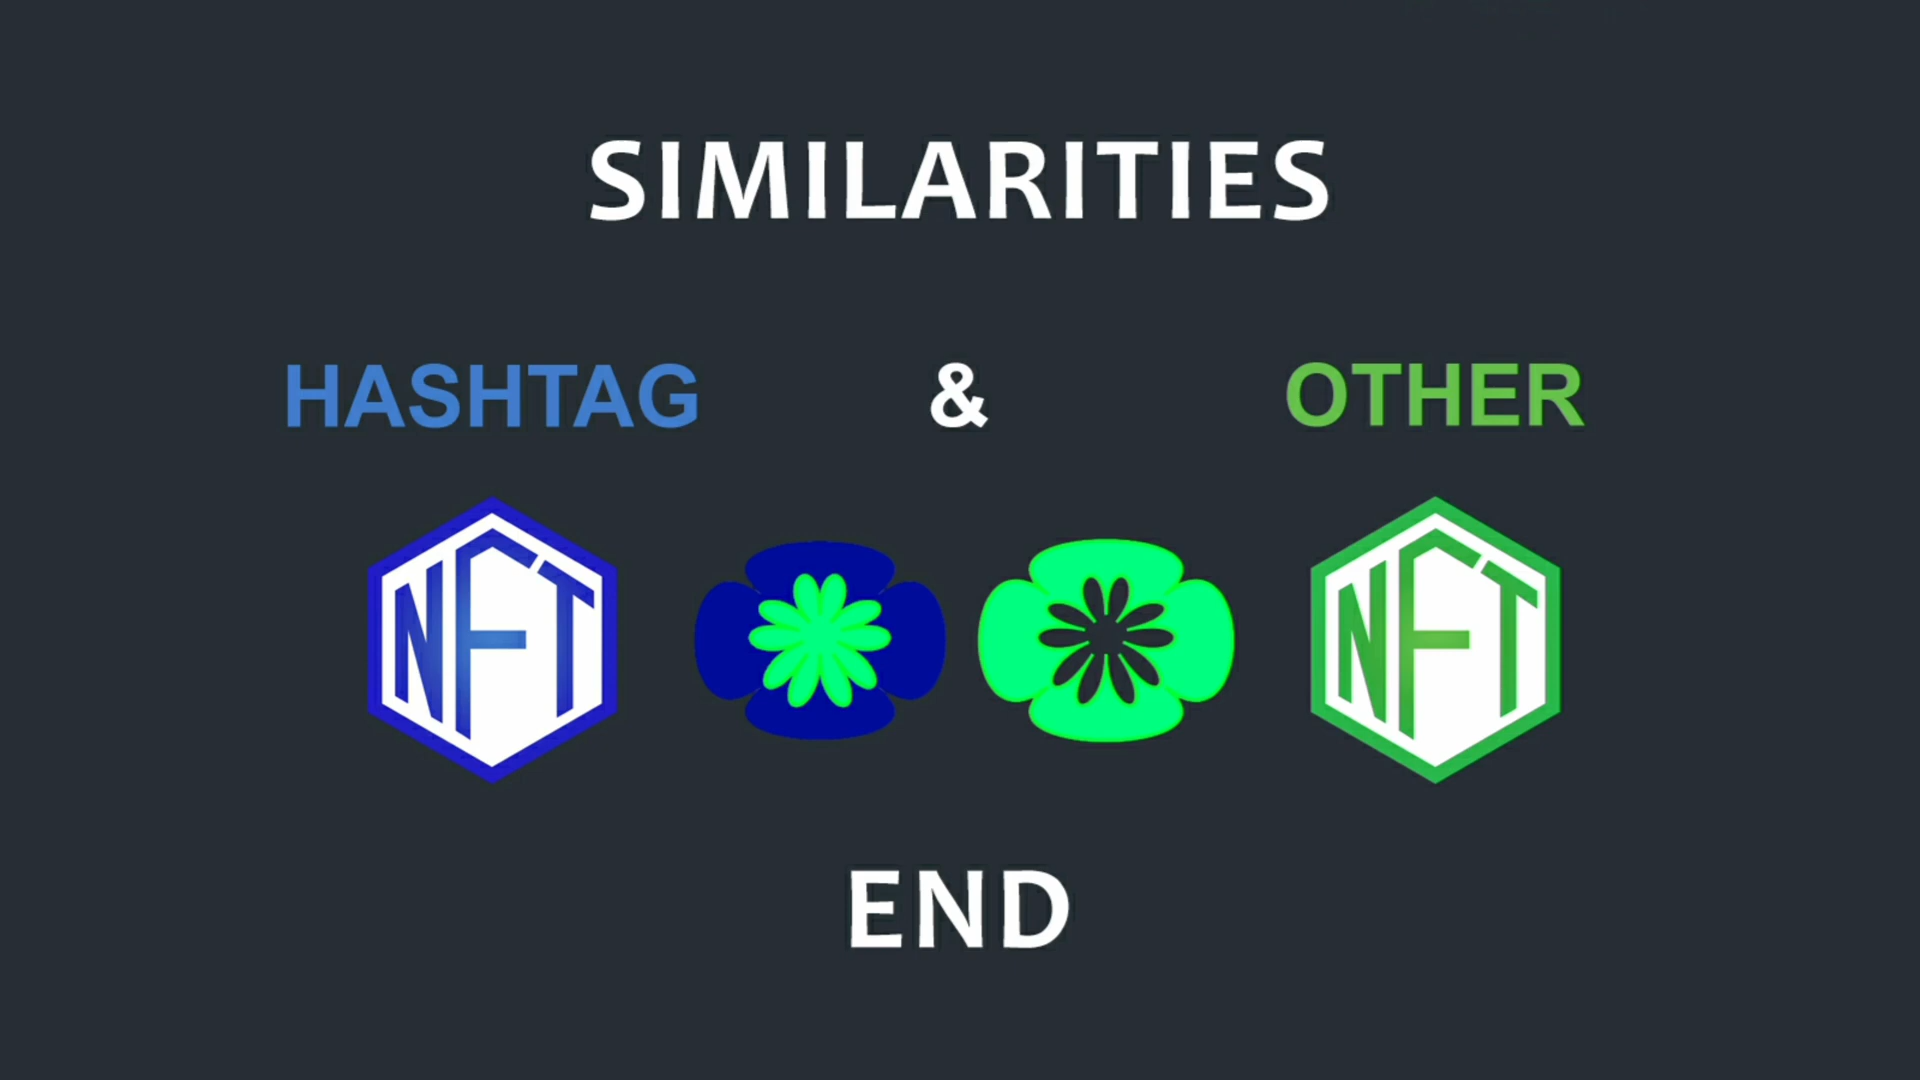 SIMILARITIES
HASHTAG & OTHER
NFT NFT
END